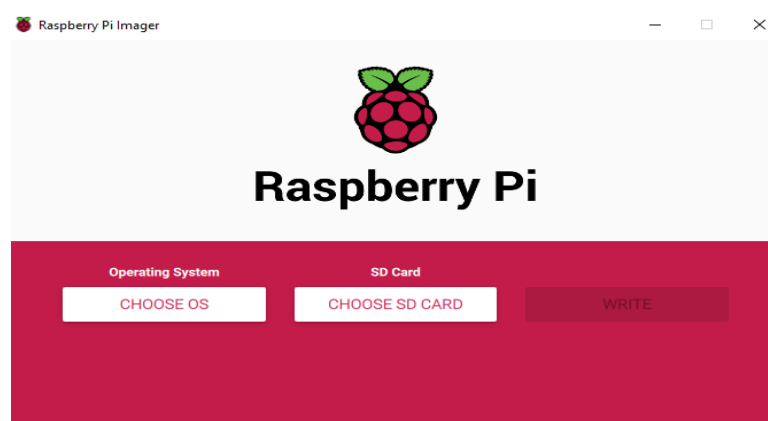 Raspberry Pi Imager
Raspberry Pi
Operating System
SD Card
CHOOSE OS
CHOOSE SD CARD
WRITE